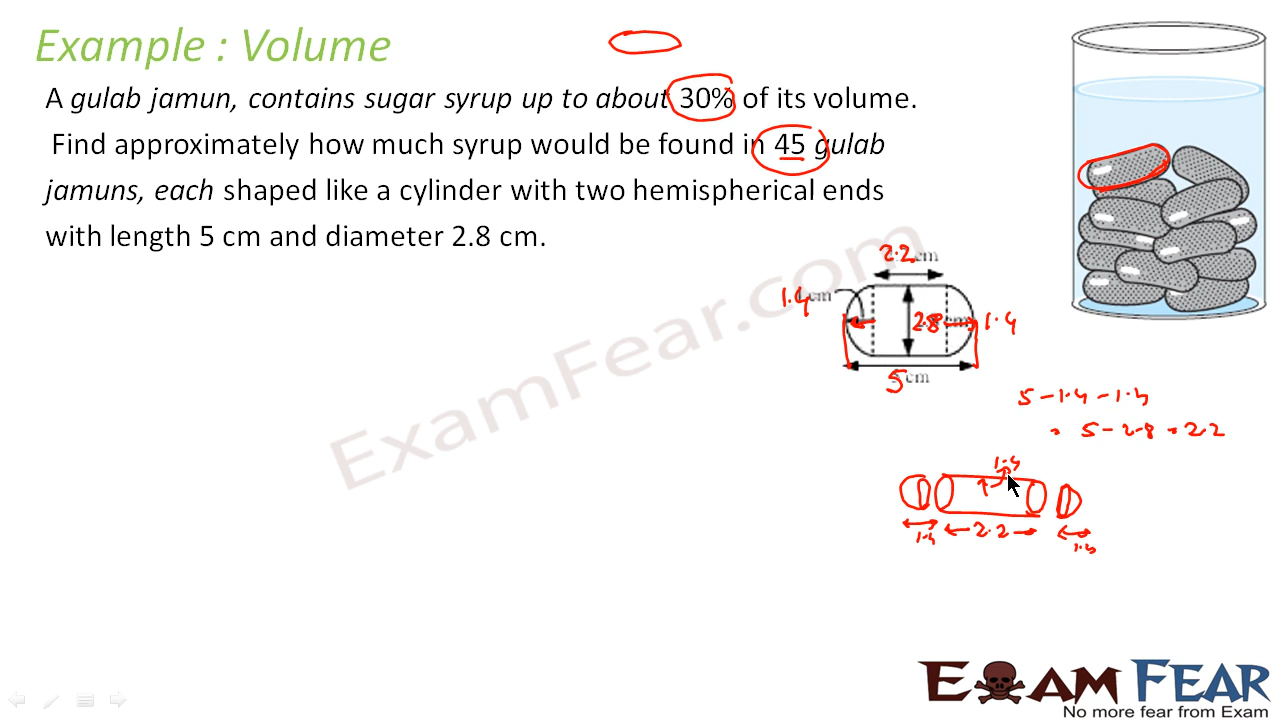 Example : Volume
A gulab jamun, contains sugar syrup up to about 30% of its volume.
Find approximately how much syrup would be found in 45 gulab
jamuns, each shaped like a cylinder with two hemispherical ends
with length 5 cm and diameter 2.8 cm.
2.2 cm
1.4 cm
2.8
1.4
5 cm
5 - 1.4 - 1.4
= 5 - 2.8 = 2.2
1.4
1.4 2.2 1.4
ExamFear.com
EXAM FEAR
No more fear from Exam